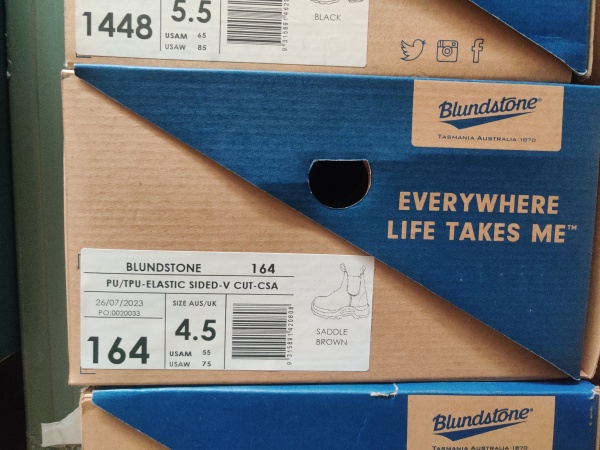 1448
5.5
USAM 65
USAW 85
BLACK
Blundstone®
TASMANIA AUSTRALIA 1870
EVERYWHERE
LIFE TAKES ME™
BLUNDSTONE 164
PU/TPU-ELASTIC SIDED-V CUT-CSA
26/07/2023
PO:0020033
164
SIZE AUS/UK
4.5
USAM 55
USAW 75
9315891420808
SADDLE
BROWN
Blundstone®
TASMANIA AUSTRALIA 1870